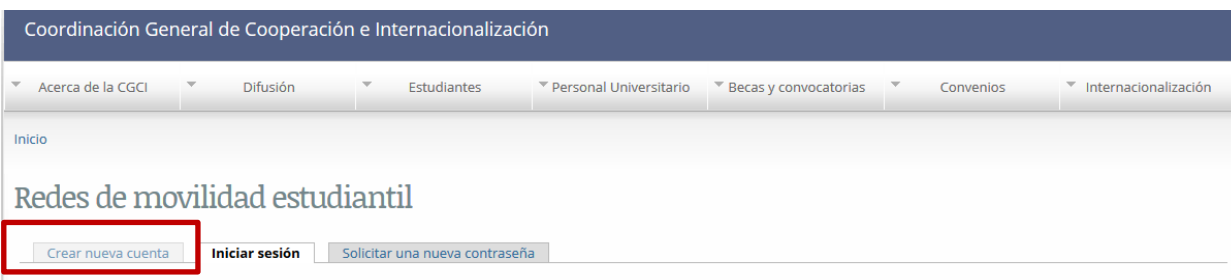 Coordinación General de Cooperación e Internacionalización
Acerca de la CGCI Difusión Estudiantes Personal Universitario Becas y convocatorias Convenios Internacionalización
Inicio
Redes de movilidad estudiantil
Crear nueva cuenta Iniciar sesión Solicitar una nueva contraseña